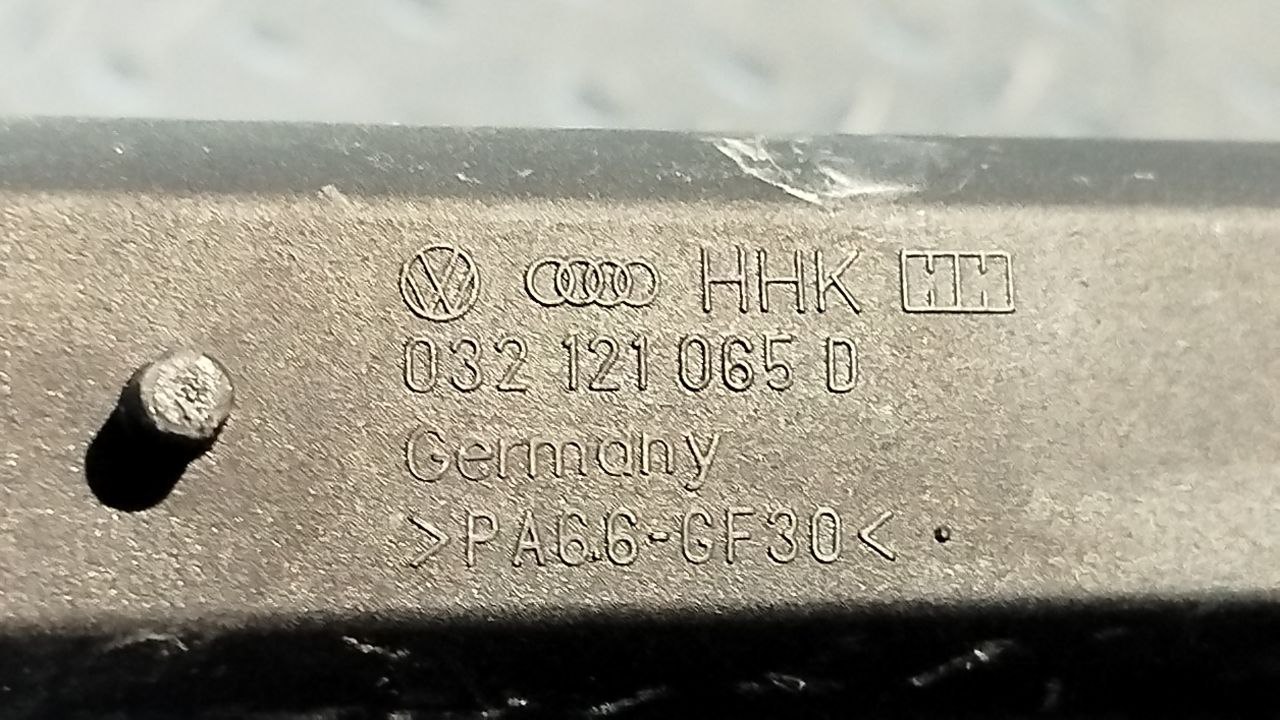 HHK
032 121 065 D
Germany
>PA6.6-GF30<